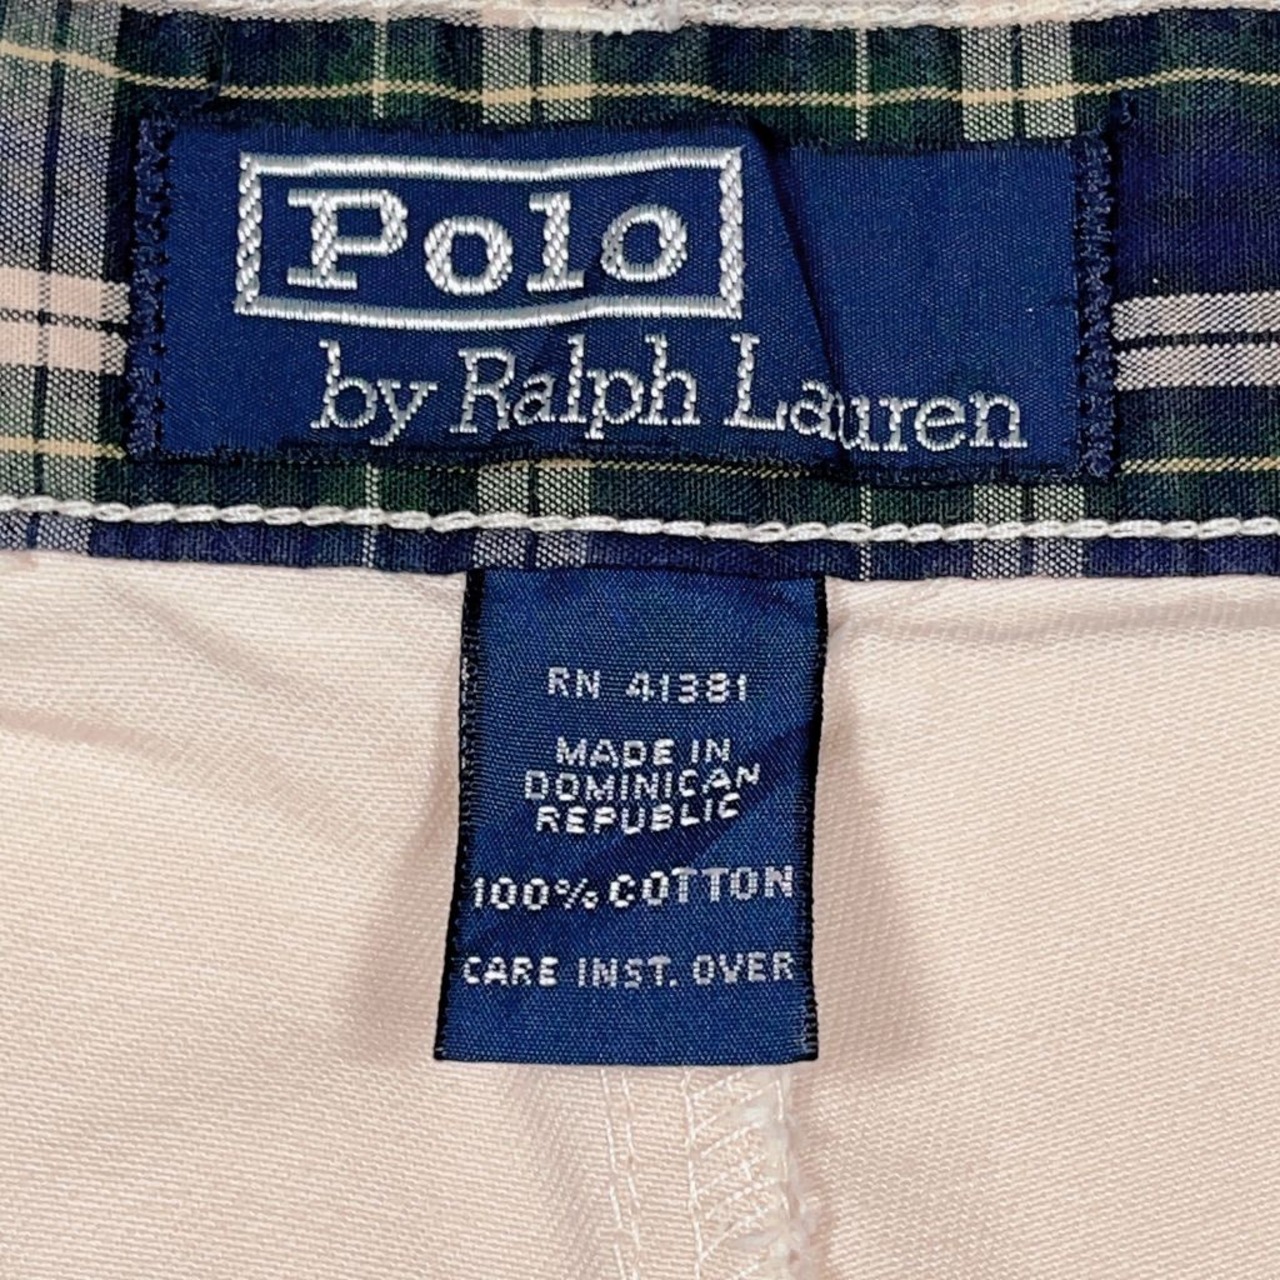 Polo
by Ralph Lauren
RN 41381
MADE IN
DOMINICAN
REPUBLIC
100% COTTON
CARE INST. OVER